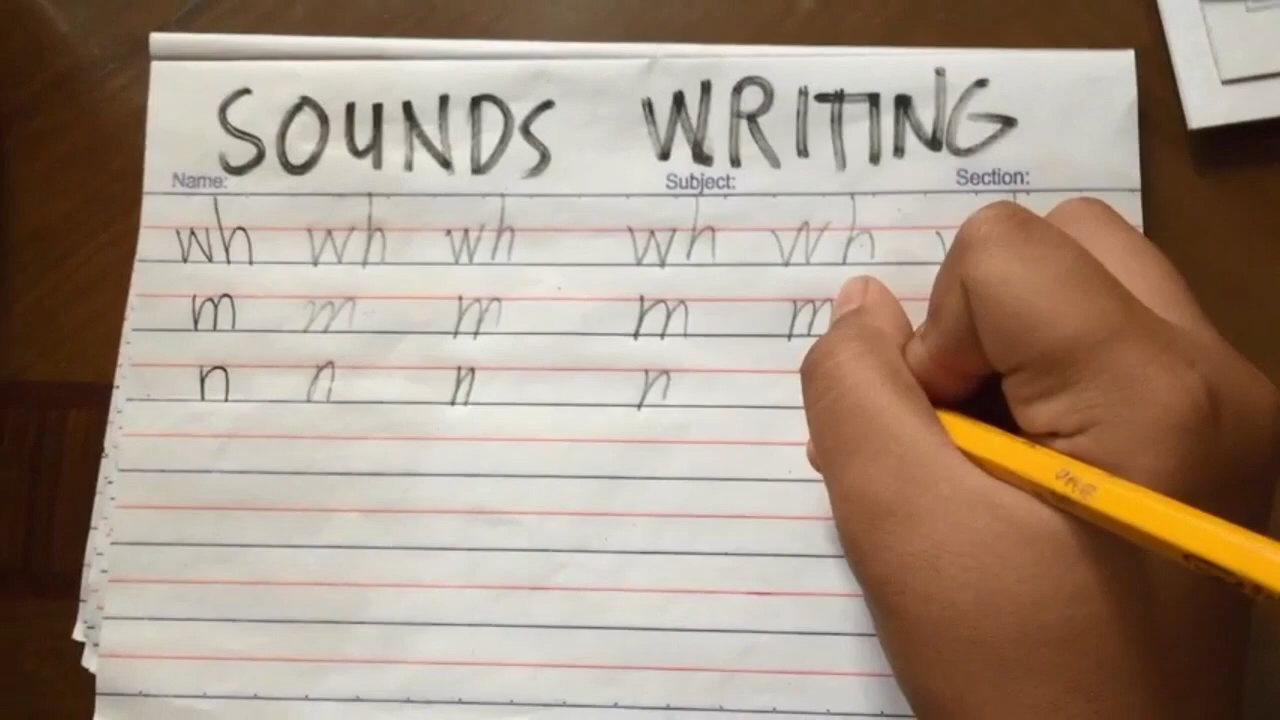 SOUNDS WRITING
Name: Subject: Section:
wh wh wh wh wh
m m m m m
n n n n